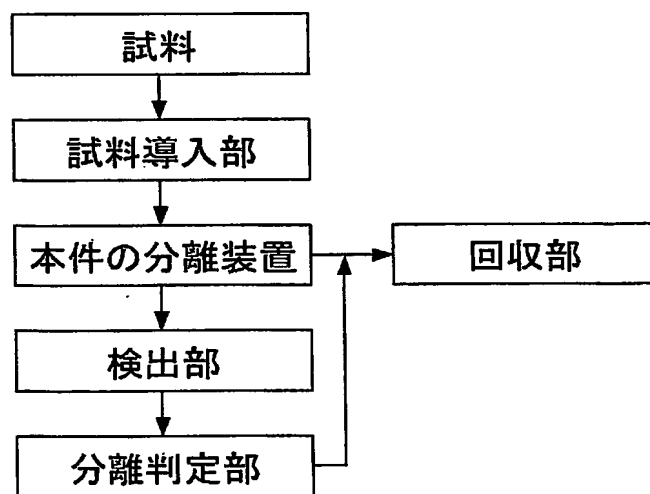 試料
試料導入部
本件の分離装置
回収部
検出部
分離判定部